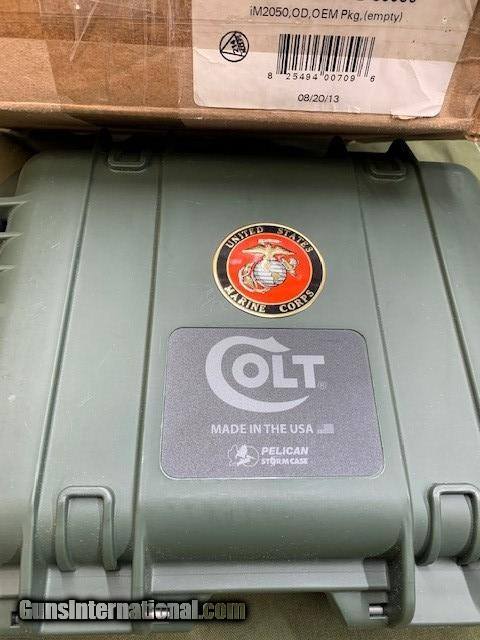 iM2050,OD,OEM Pkg,(empty)
8 25494 00709 6
08/20/13
UNITED STATES
MARINE CORPS
COLT®
MADE IN THE USA
PELICAN
STORM CASE
GunsInternational.com